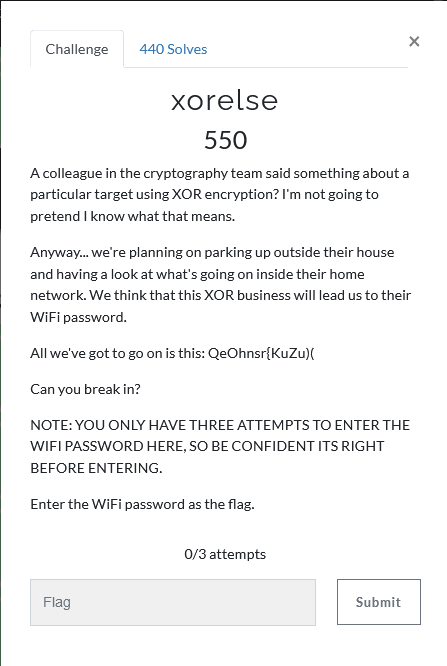 Challenge
440 Solves
×
xorelse
550
A colleague in the cryptography team said something about a
particular target using XOR encryption? I'm not going to
pretend I know what that means.
Anyway... we're planning on parking up outside their house
and having a look at what's going on inside their home
network. We think that this XOR business will lead us to their
WiFi password.
All we've got to go on is this: QeOhnsr{KuZu)(
Can you break in?
NOTE: YOU ONLY HAVE THREE ATTEMPTS TO ENTER THE
WIFI PASSWORD HERE, SO BE CONFIDENT ITS RIGHT
BEFORE ENTERING.
Enter the WiFi password as the flag.
0/3 attempts
Flag
Submit